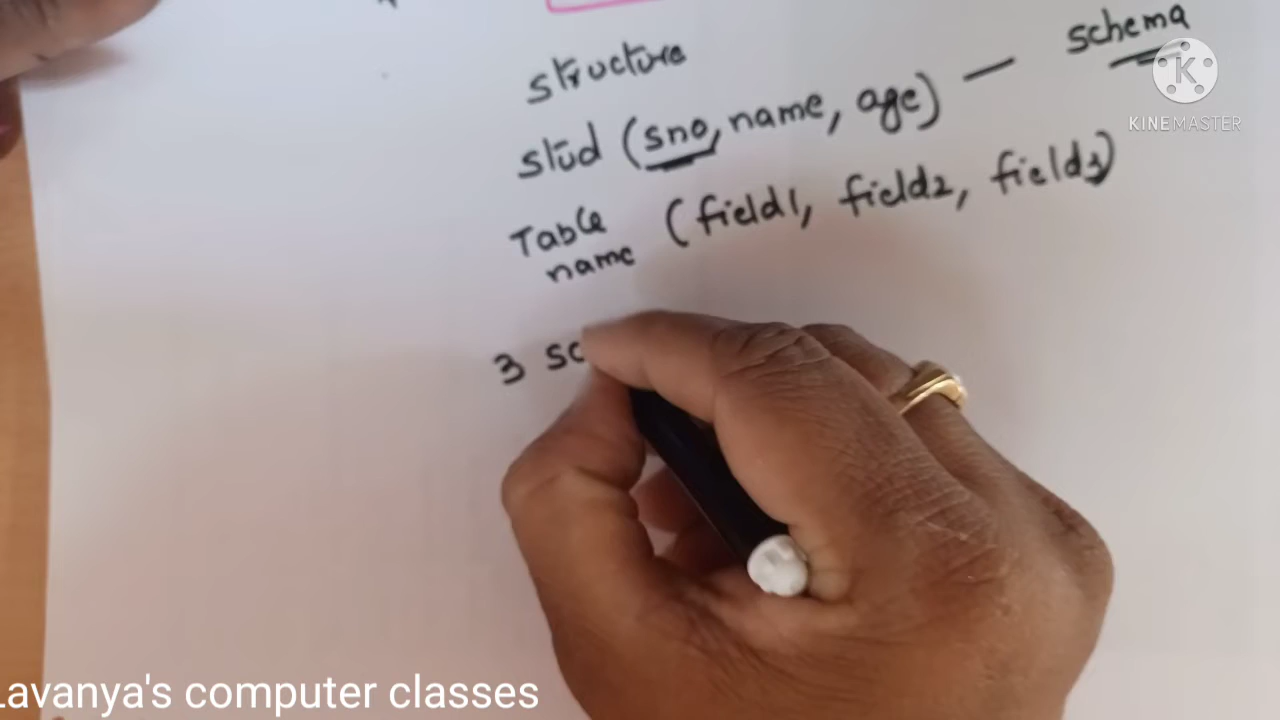 structure
stud (sno, name, age) — schema
Table name (field1, field2, field3)
3 sc
KINEMASTER
Lavanya's computer classes